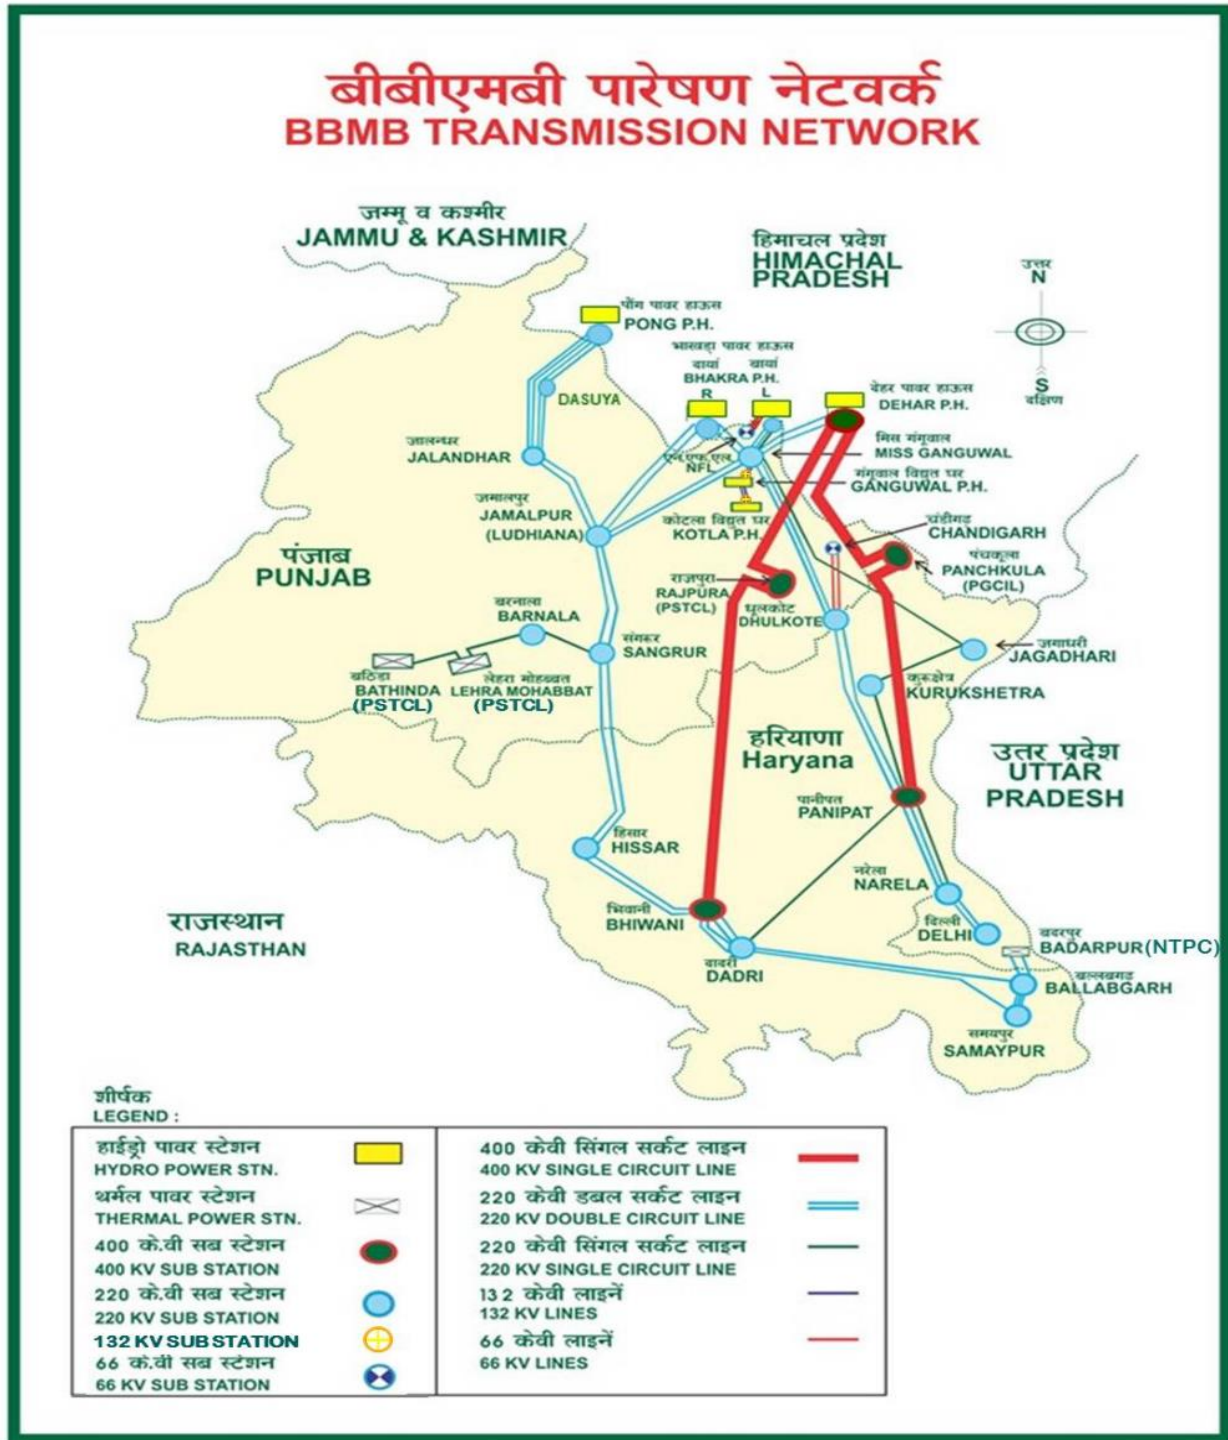 बीबीएमबी पारेषण नेटवर्क
BBMB TRANSMISSION NETWORK
जम्मू व कश्मीर
JAMMU & KASHMIR
हिमाचल प्रदेश
HIMACHAL
PRADESH
उत्तर
N
S
दक्षिण
पोंग पावर हाऊस
PONG P.H.
भाखड़ा पावर हाऊस
दायां बायां
BHAKRA P.H.
R L
देहर पावर हाऊस
DEHAR P.H.
DASUYA
जालन्धर
JALANDHAR
मिस गंगुवाल
MISS GANGUWAL
एन.एफ.एल.
NFL
गंगुवाल विद्युत घर
GANGUWAL P.H.
जमालपुर
JAMALPUR
(LUDHIANA)
कोटला विद्युत घर
KOTLA P.H.
चंडीगढ़
CHANDIGARH
पंजाब
PUNJAB
पंचकूला
PANCHKULA
(PGCIL)
राजपुरा
RAJPURA
(PSTCL)
धूलकोट
DHULKOTE
बरनाला
BARNALA
संगरूर
SANGRUR
जगाधरी
JAGADHARI
बठिंडा
BATHINDA
(PSTCL)
लेहरा मोहब्बत
LEHRA MOHABBAT
(PSTCL)
कुरुक्षेत्र
KURUKSHETRA
हरियाणा
Haryana
उतर प्रदेश
UTTAR
PRADESH
पानीपत
PANIPAT
हिसार
HISSAR
नरेला
NARELA
भिवानी
BHIWANI
दिल्ली
DELHI
राजस्थान
RAJASTHAN
बदरपुर
BADARPUR(NTPC)
दादरी
DADRI
बल्लबगढ़
BALLABGARH
समयपुर
SAMAYPUR
शीर्षक
LEGEND :
हाईड्रो पावर स्टेशन
HYDRO POWER STN.
थर्मल पावर स्टेशन
THERMAL POWER STN.
400 के.वी सब स्टेशन
400 KV SUB STATION
220 के.वी सब स्टेशन
220 KV SUB STATION
132 KV SUB STATION
66 के.वी सब स्टेशन
66 KV SUB STATION
400 केवी सिंगल सर्कट लाइन
400 KV SINGLE CIRCUIT LINE
220 केवी डबल सर्कट लाइन
220 KV DOUBLE CIRCUIT LINE
220 केवी सिंगल सर्कट लाइन
220 KV SINGLE CIRCUIT LINE
132 केवी लाइनें
132 KV LINES
66 केवी लाइनें
66 KV LINES